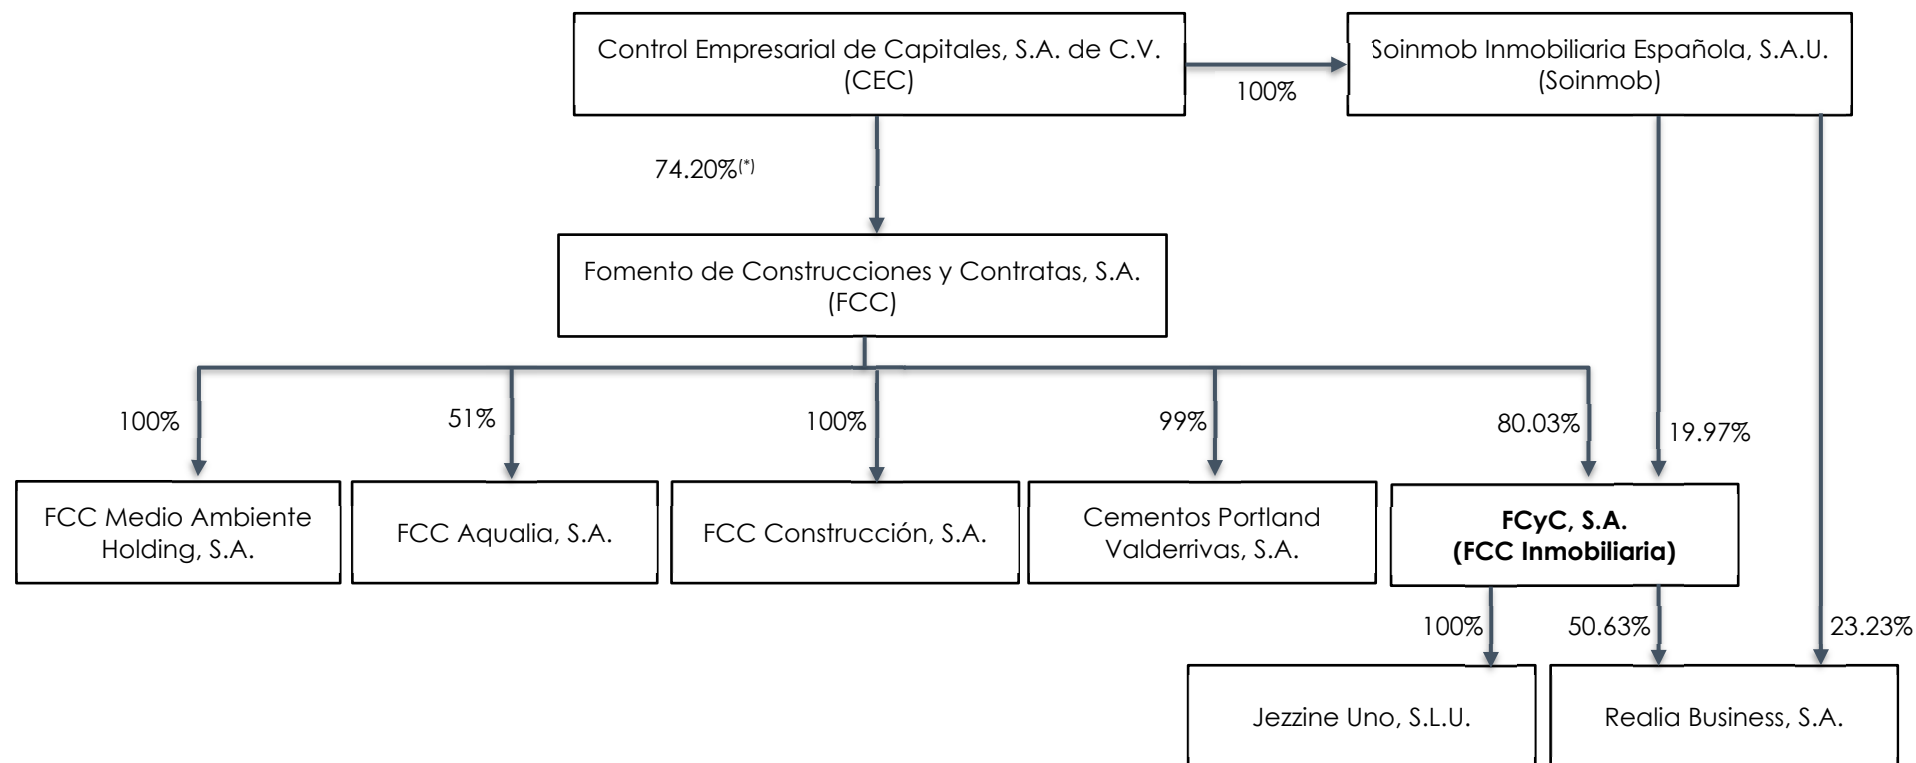 Control Empresarial de Capitales, S.A. de C.V.
(CEC)
100%
Soinmob Inmobiliaria Española, S.A.U.
(Soinmob)
74.20%(*)
Fomento de Construcciones y Contratas, S.A.
(FCC)
100%
51%
100%
99%
80.03%
19.97%
FCC Medio Ambiente
Holding, S.A.
FCC Aqualia, S.A.
FCC Construcción, S.A.
Cementos Portland
Valderrivas, S.A.
FCyC, S.A.
(FCC Inmobiliaria)
100%
50.63%
23.23%
Jezzine Uno, S.L.U.
Realia Business, S.A.